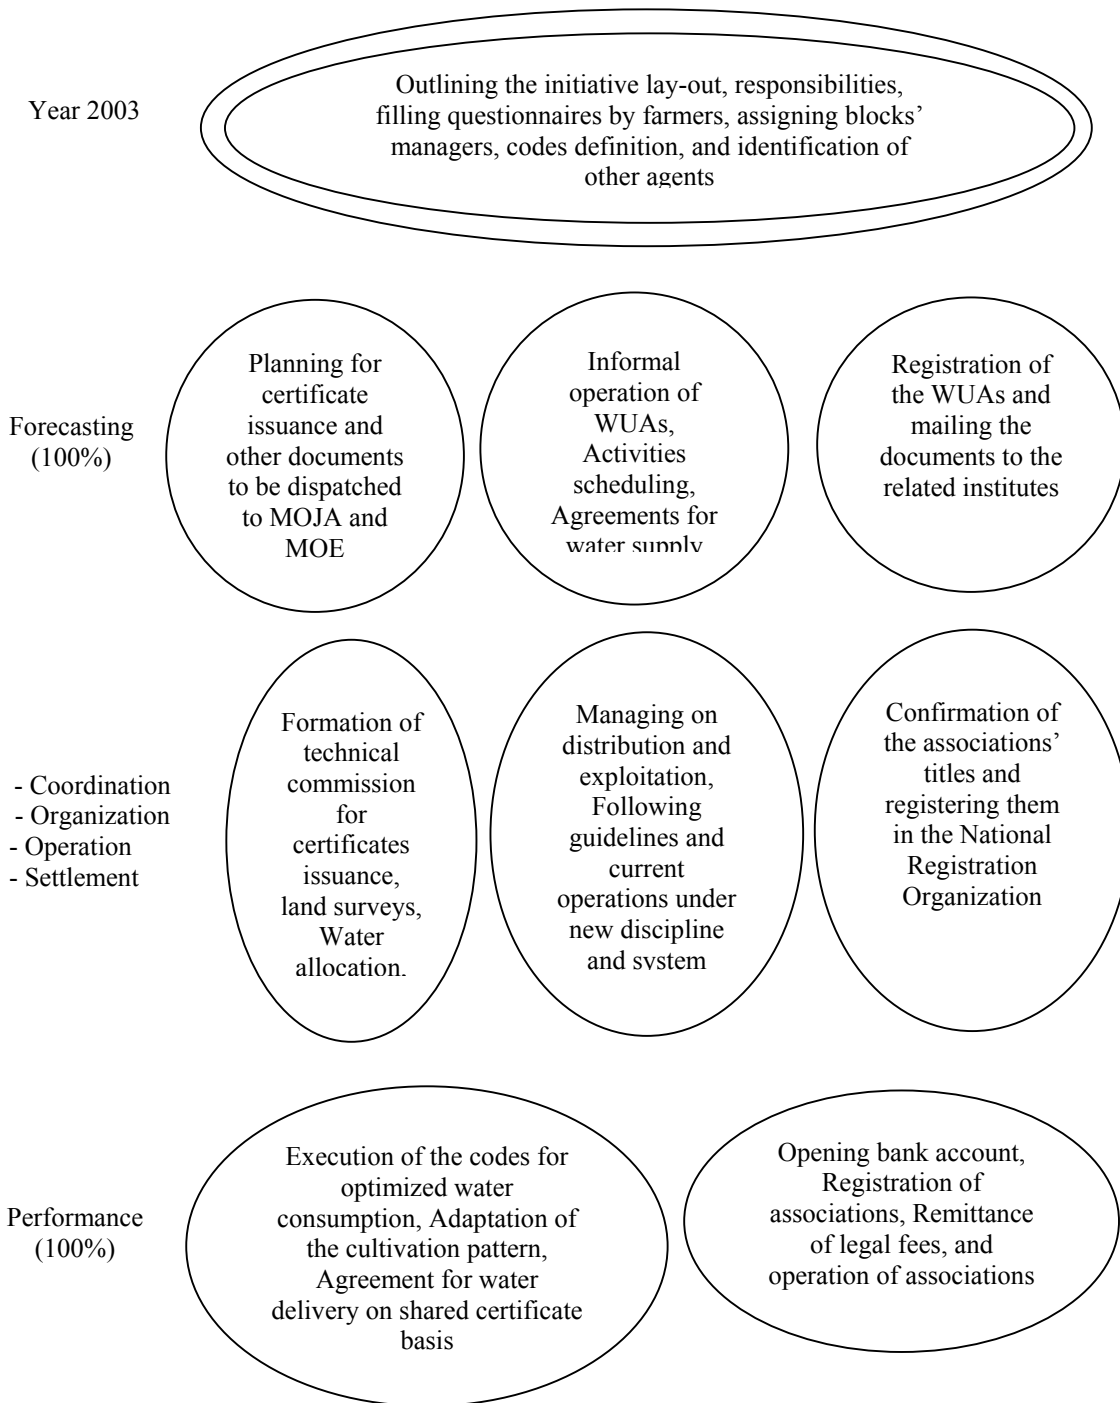 Year 2003
Outlining the initiative lay-out, responsibilities,
filling questionnaires by farmers, assigning blocks'
managers, codes definition, and identification of
other agents
Forecasting
(100%)
Planning for
certificate
issuance and
other documents
to be dispatched
to MOJA and
MOE
Informal
operation of
WUAs,
Activities
scheduling,
Agreements for
water supply
Registration of
the WUAs and
mailing the
documents to the
related institutes
- Coordination
- Organization
- Operation
- Settlement
Formation of
technical
commission
for
certificates
issuance,
land surveys,
Water
allocation.
Managing on
distribution and
exploitation,
Following
guidelines and
current
operations under
new discipline
and system
Confirmation of
the associations'
titles and
registering them
in the National
Registration
Organization
Performance
(100%)
Execution of the codes for
optimized water
consumption, Adaptation of
the cultivation pattern,
Agreement for water
delivery on shared certificate
basis
Opening bank account,
Registration of
associations, Remittance
of legal fees, and
operation of associations